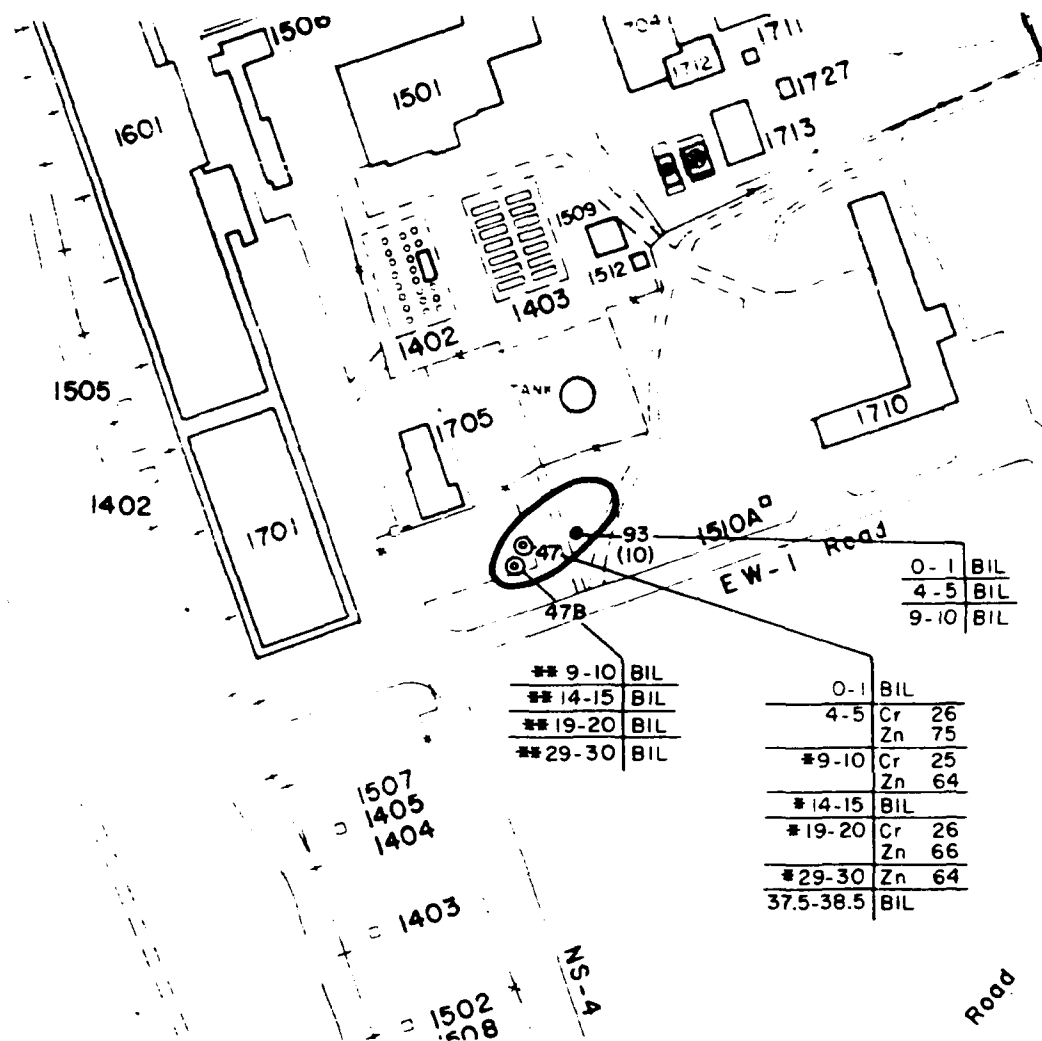 1506
1711
1712
1727
1501
1601
1713
1509
1512
1403
1402
1505
TANK
1705
1710
1402
1701
1510A
93
(10)
47
EW-1 Road
47B
0-1 BIL
4-5 BIL
9-10 BIL
** 9-10 BIL
** 14-15 BIL
** 19-20 BIL
** 29-30 BIL
0-1 BIL
4-5 Cr 26
Zn 75
*9-10 Cr 25
Zn 64
*14-15 BIL
*19-20 Cr 26
Zn 66
*29-30 Zn 64
37.5-38.5 BIL
1507
1405
1404
1403
NS-4
1502
1508
Road